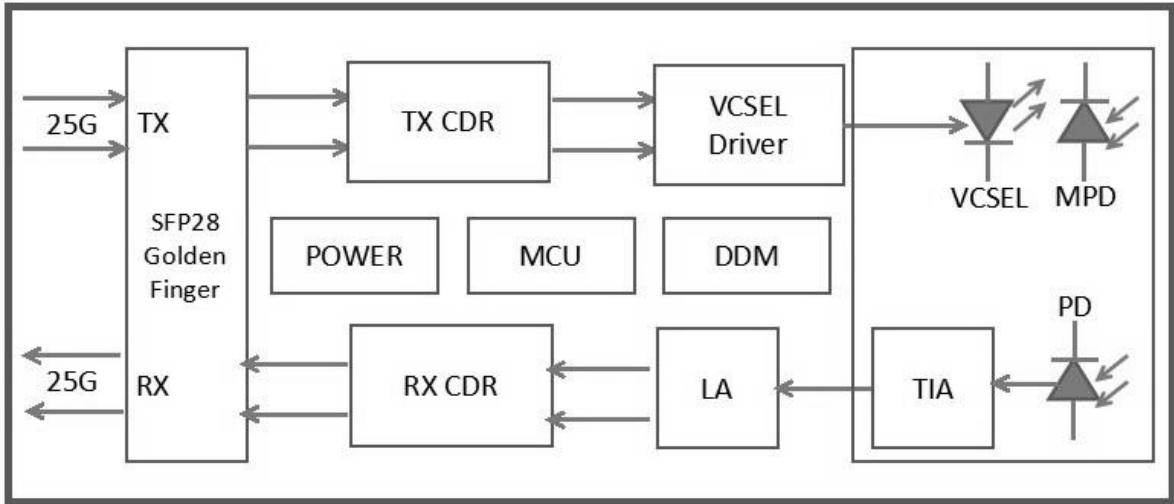 25G
TX
TX CDR
VCSEL
Driver
VCSEL
MPD
SFP28
Golden
Finger
POWER
MCU
DDM
25G
RX
RX CDR
LA
TIA
PD